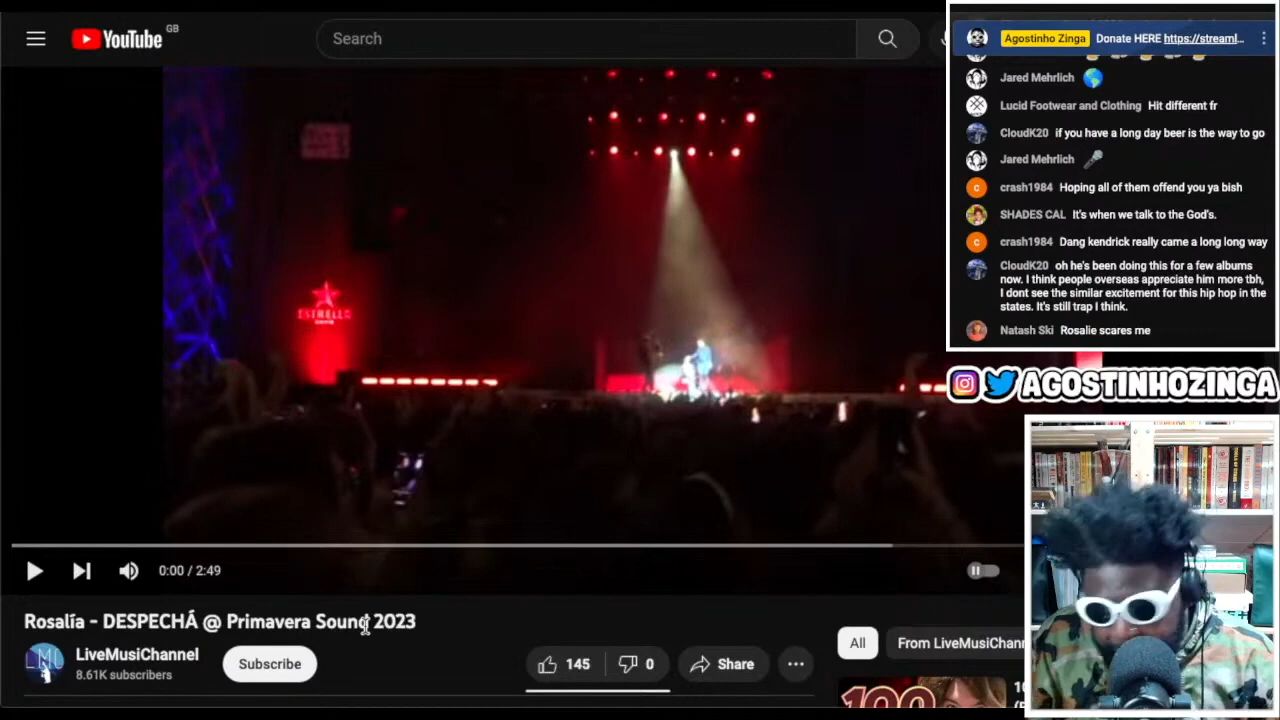 YouTube GB
Search
ESTRELLA
0:00 / 2:49
Rosalía - DESPECHÁ @ Primavera Sound 2023
LiveMusiChannel
8.61K subscribers
Subscribe
145
0
Share
All
From LiveMusiChann
Agostinho Zinga Donate HERE https://streaml...
Jared Mehrlich
Lucid Footwear and Clothing Hit different fr
CloudK20 if you have a long day beer is the way to go
Jared Mehrlich
crash1984 Hoping all of them offend you ya bish
SHADES CAL It's when we talk to the God's.
crash1984 Dang kendrick really came a long long way
CloudK20 oh he's been doing this for a few albums
now. I think people overseas appreciate him more tbh,
I dont see the similar excitement for this hip hop in the
states. It's still trap I think.
Natash Ski Rosalie scares me
AGOSTINHOZINGA